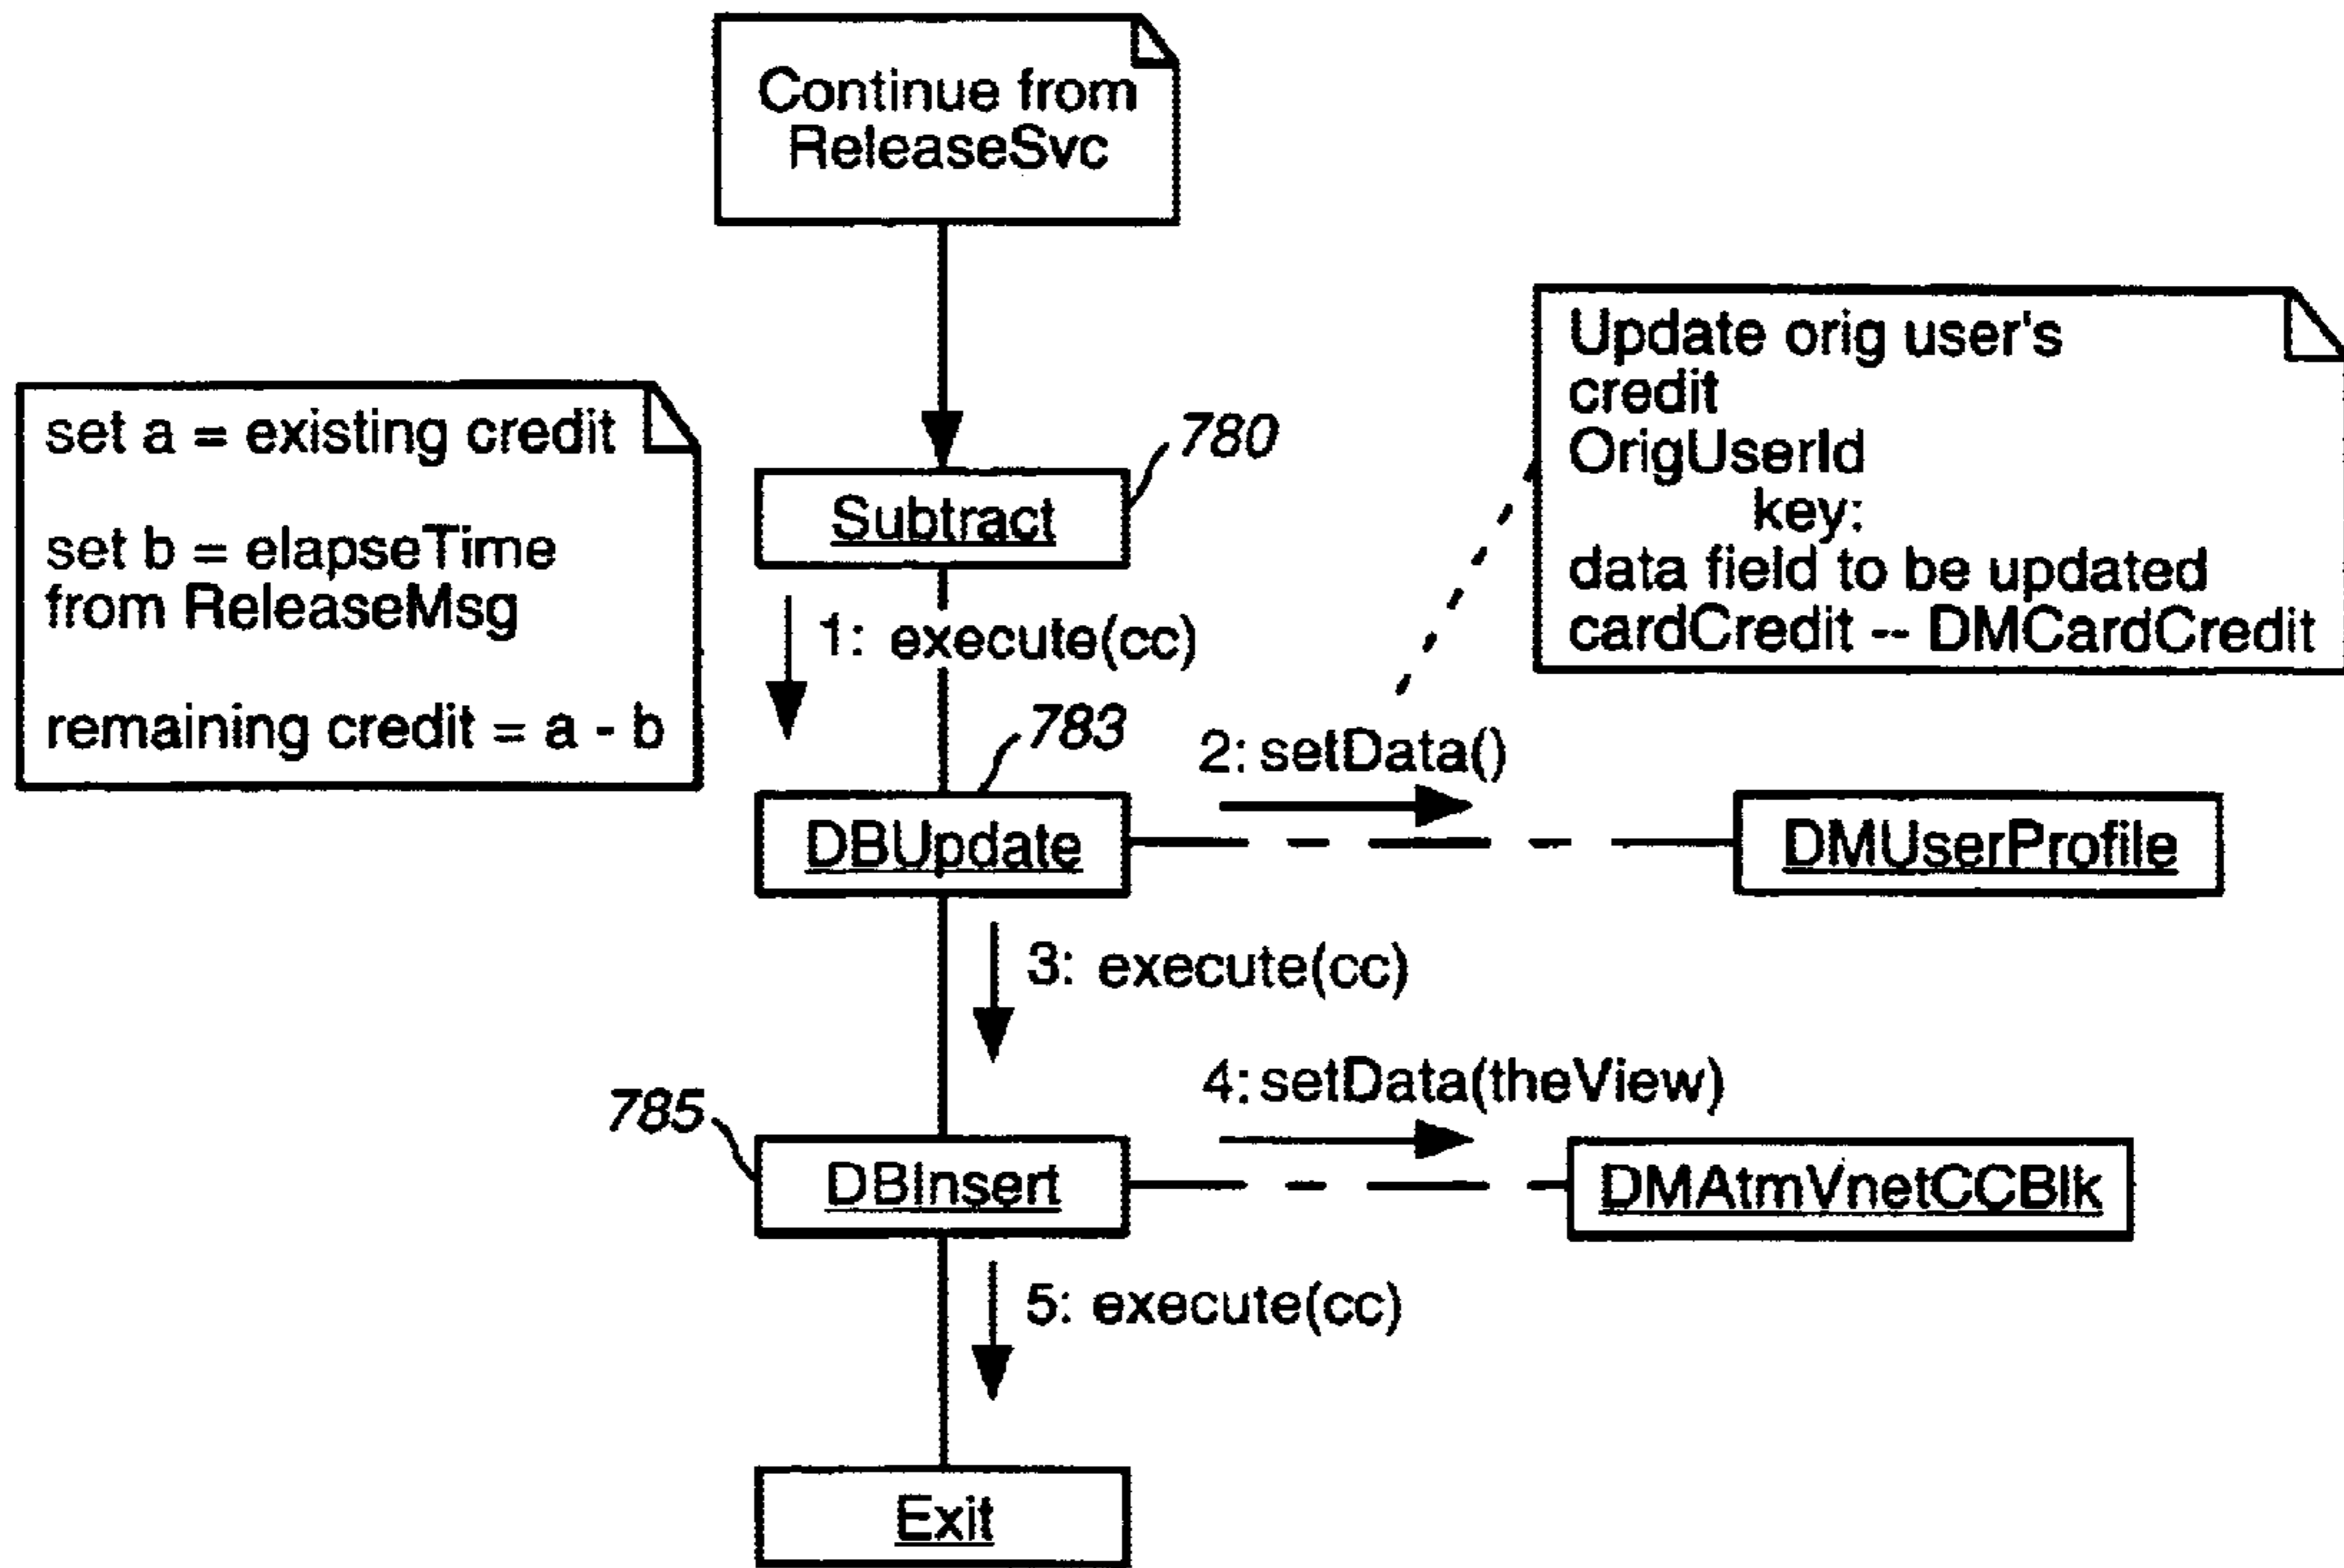 Continue from
ReleaseSvc
set a = existing credit
set b = elapseTime
from ReleaseMsg
remaining credit = a - b
780
Subtract
1: execute(cc)
Update orig user's
credit
OrigUserId
key:
data field to be updated
cardCredit -- DMCardCredit
783
2: setData()
DBUpdate
DMUserProfile
3: execute(cc)
4: setData(theView)
785
DBInsert
DMAtmVnetCCBlk
5: execute(cc)
Exit